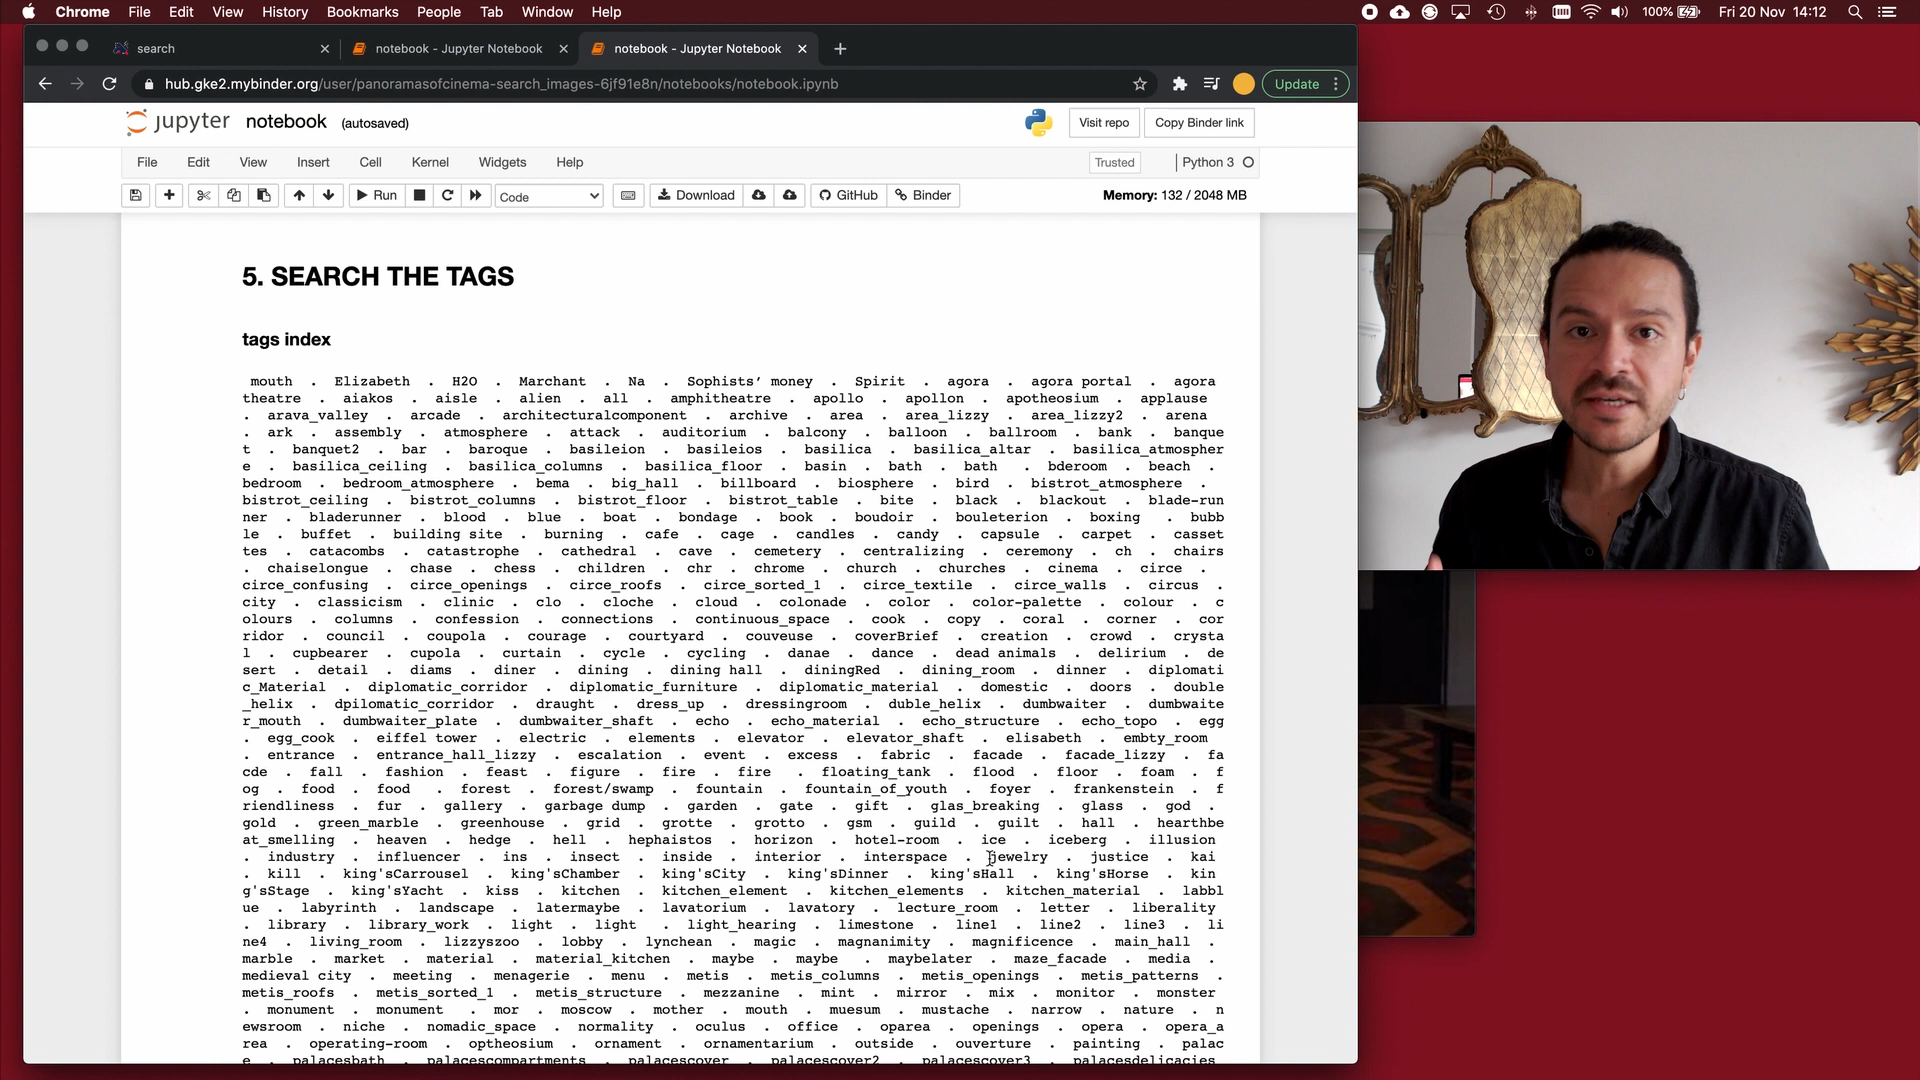 Chrome File Edit View History Bookmarks People Tab Window Help 100% Fri 20 Nov 14:12
search notebook - Jupyter Notebook notebook - Jupyter Notebook
hub.gke2.mybinder.org/user/panoramasofcinema-search_images-6jf91e8n/notebooks/notebook.ipynb Update
jupyter notebook (autosaved) Visit repo Copy Binder link
File Edit View Insert Cell Kernel Widgets Help Trusted Python 3
Run Code Download GitHub Binder Memory: 132 / 2048 MB
5. SEARCH THE TAGS
tags index
mouth . Elizabeth . H2O . Marchant . Na . Sophists’ money . Spirit . agora . agora portal . agora
theatre . aiakos . aisle . alien . all . amphitheatre . apollo . apollon . apotheosium . applause
. arava_valley . arcade . architecturalcomponent . archive . area . area_lizzy . area_lizzy2 . arena
. ark . assembly . atmosphere . attack . auditorium . balcony . balloon . ballroom . bank . banque
t . banquet2 . bar . baroque . basileion . basileios . basilica . basilica_altar . basilica_atmospher
e . basilica_ceiling . basilica_columns . basilica_floor . basin . bath . bath . bderoom . beach .
bedroom . bedroom_atmosphere . bema . big_hall . billboard . biosphere . bird . bistrot_atmosphere .
bistrot_ceiling . bistrot_columns . bistrot_floor . bistrot_table . bite . black . blackout . blade-run
ner . bladerunner . blood . blue . boat . bondage . book . boudoir . bouleterion . boxing . bubb
le . buffet . building site . burning . cafe . cage . candles . candy . capsule . carpet . casset
tes . catacombs . catastrophe . cathedral . cave . cemetery . centralizing . ceremony . ch . chairs
. chaiselongue . chase . chess . children . chr . chrome . church . churches . cinema . circe .
circe_confusing . circe_openings . circe_roofs . circe_sorted_1 . circe_textile . circe_walls . circus .
city . classicism . clinic . clo . cloche . cloud . colonade . color . color-palette . colour . c
olours . columns . confession . connections . continuous_space . cook . copy . coral . corner . cor
ridor . council . coupola . courage . courtyard . couveuse . coverBrief . creation . crowd . crysta
l . cupbearer . cupola . curtain . cycle . cycling . danae . dance . dead animals . delirium . de
sert . detail . diams . diner . dining . dining hall . diningRed . dining_room . dinner . diplomati
c_Material . diplomatic_corridor . diplomatic_furniture . diplomatic_material . domestic . doors . double
_helix . dpilomatic_corridor . draught . dress_up . dressingroom . duble_helix . dumbwaiter . dumbwaite
r_mouth . dumbwaiter_plate . dumbwaiter_shaft . echo . echo_material . echo_structure . echo_topo . egg
. egg_cook . eiffel tower . electric . elements . elevator . elevator_shaft . elisabeth . embty_room
. entrance . entrance_hall_lizzy . escalation . event . excess . fabric . facade . facade_lizzy . fa
cde . fall . fashion . feast . figure . fire . fire . floating_tank . flood . floor . foam . f
og . food . food . forest . forest/swamp . fountain . fountain_of_youth . foyer . frankenstein . f
riendliness . fur . gallery . garbage dump . garden . gate . gift . glas_breaking . glass . god .
gold . green_marble . greenhouse . grid . grotte . grotto . gsm . guild . guilt . hall . hearthbe
at_smelling . heaven . hedge . hell . hephaistos . horizon . hotel-room . ice . iceberg . illusion
. industry . influencer . ins . insect . inside . interior . interspace . jewelry . justice . kai
. kill . king'sCarrousel . king'sChamber . king'sCity . king'sDinner . king'sHall . king'sHorse . kin
g'sStage . king'sYacht . kiss . kitchen . kitchen_element . kitchen_elements . kitchen_material . labbl
ue . labyrinth . landscape . latermaybe . lavatorium . lavatory . lecture_room . letter . liberality
. library . library_work . light . light . light_hearing . limestone . line1 . line2 . line3 . li
ne4 . living_room . lizzyszoo . lobby . lynchean . magic . magnanimity . magnificence . main_hall .
marble . market . material . material_kitchen . maybe . maybe . maybelater . maze_facade . media .
medieval city . meeting . menagerie . menu . metis . metis_columns . metis_openings . metis_patterns .
metis_roofs . metis_sorted_1 . metis_structure . mezzanine . mint . mirror . mix . monitor . monster
. monument . monument . mor . moscow . mother . mouth . muesum . mustache . narrow . nature . n
ewsroom . niche . nomadic_space . normality . oculus . office . oparea . openings . opera . opera_a
rea . operating-room . optheosium . ornament . ornamentarium . outside . ouverture . painting . palac
e . palacesbath . palacescompartments . palacescover . palacescover2 . palacescover3 . palacesdelicacies